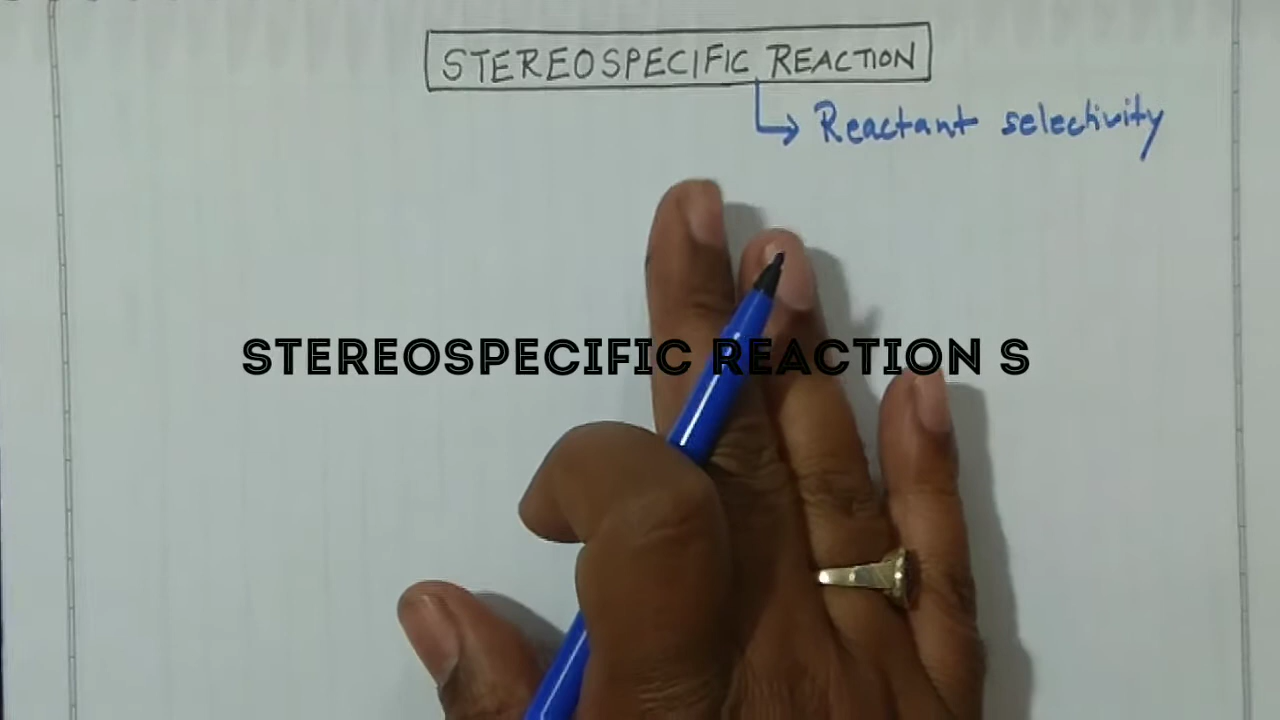 STEREOSPECIFIC REACTION
Reactant selectivity
STEREOSPECIFIC REACTION S